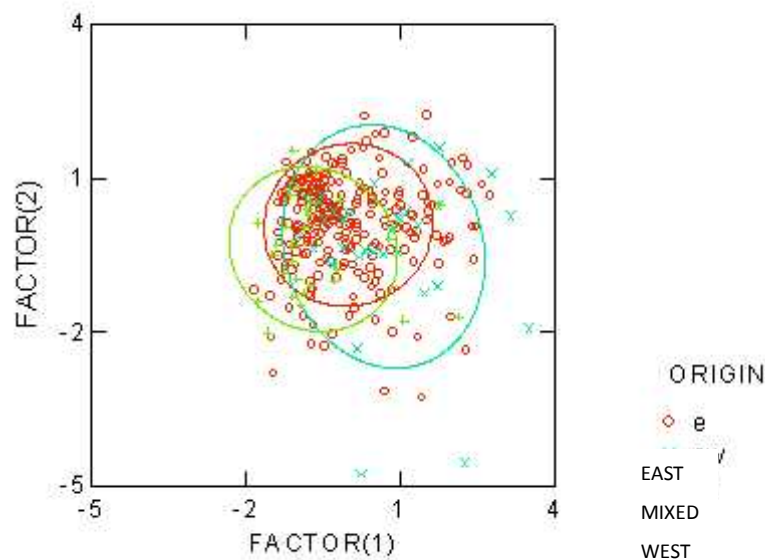 4
1
-2
-5
-5
-2
1
4
FACTOR(2)
FACTOR(1)
ORIGIN
e
EAST
MIXED
WEST